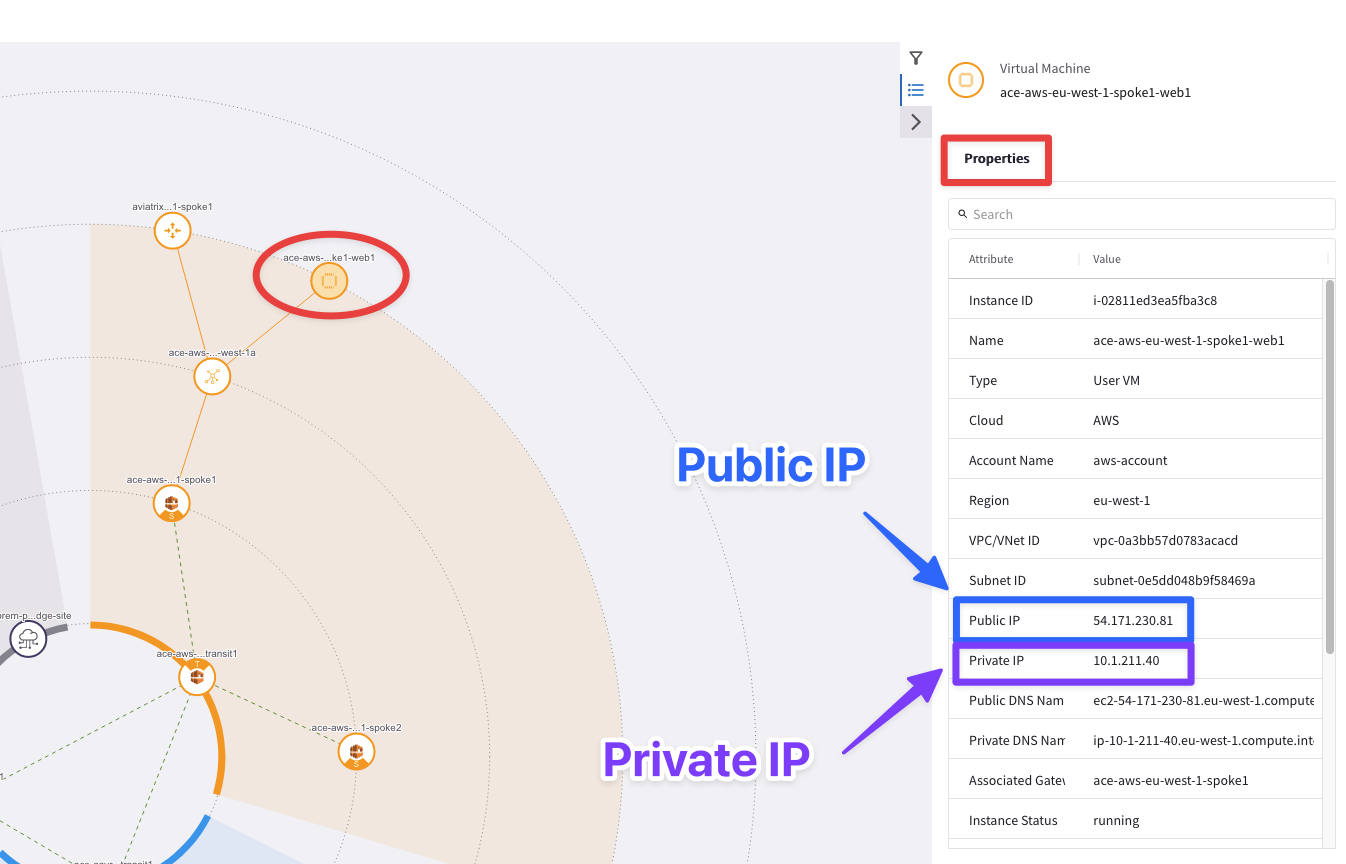 Virtual Machine
ace-aws-eu-west-1-spoke1-web1
Properties
Search
Attribute Value
Instance ID i-02811ed3ea5fba3c8
Name ace-aws-eu-west-1-spoke1-web1
Type User VM
Cloud AWS
Account Name aws-account
Region eu-west-1
VPC/VNet ID vpc-0a3bb57d0783acacd
Subnet ID subnet-0e5dd048b9f58469a
Public IP 54.171.230.81
Private IP 10.1.211.40
Public DNS Nam ec2-54-171-230-81.eu-west-1.compute
Private DNS Nam ip-10-1-211-40.eu-west-1.compute.int
Associated Gatew ace-aws-eu-west-1-spoke1
Instance Status running
aviatrix...1-spoke1
ace-aws-...ke1-web1
ace-aws-...-west-1a
ace-aws-...1-spoke1
S
orem-p...dge-site
ace-aws-...transit1
T
ace-aws-...1-spoke2
S
Public IP
Private IP